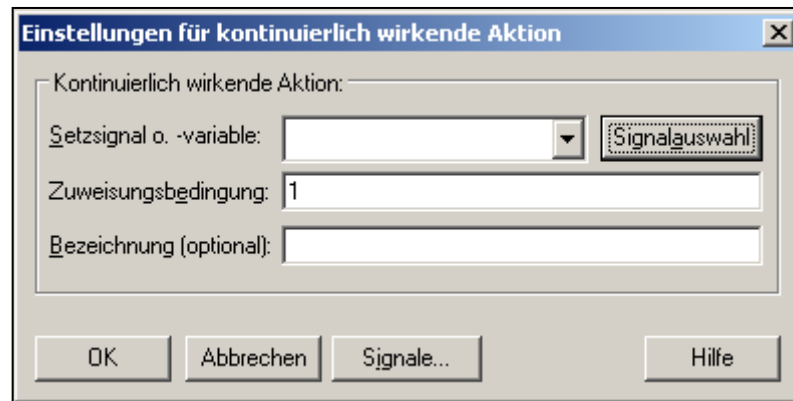 Einstellungen für kontinuierlich wirkende Aktion
Kontinuierlich wirkende Aktion:
Setzsignal o. -variable:
Signalauswahl
Zuweisungsbedingung: 1
Bezeichnung (optional):
OK Abbrechen Signale... Hilfe